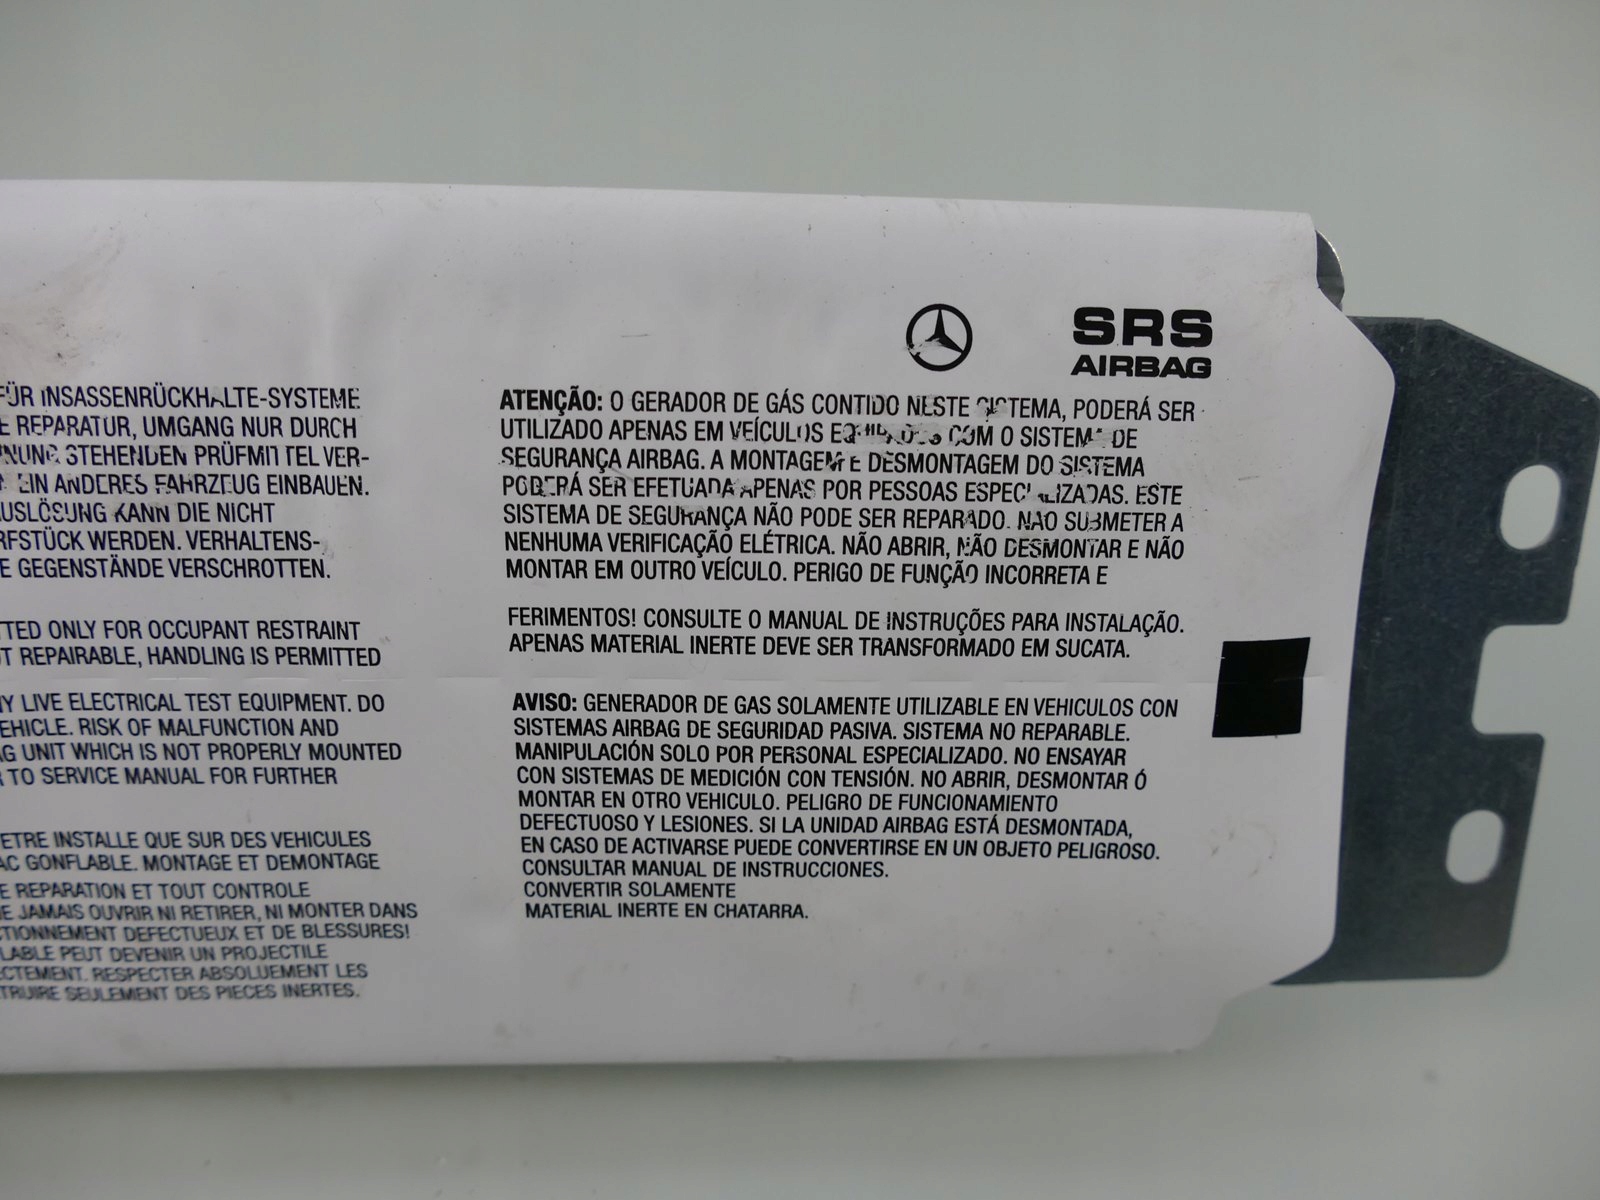 SRS
AIRBAG
FÜR INSASSENRÜCKHALTE-SYSTEME
E REPARATUR, UMGANG NUR DURCH
STEHENDEN PRÜFMITTEL VER-
EIN ANDERES FAHRZEUG EINBAUEN.
AUSLÖSUNG KANN DIE NICHT
RFSTÜCK WERDEN. VERHALTENS-
E GEGENSTÄNDE VERSCHROTTEN.
TTED ONLY FOR OCCUPANT RESTRAINT
T REPAIRABLE, HANDLING IS PERMITTED
Y LIVE ELECTRICAL TEST EQUIPMENT. DO
EHICLE. RISK OF MALFUNCTION AND
G UNIT WHICH IS NOT PROPERLY MOUNTED
TO SERVICE MANUAL FOR FURTHER
ETRE INSTALLE QUE SUR DES VEHICULES
AC GONFLABLE. MONTAGE ET DEMONTAGE
E REPARATION ET TOUT CONTROLE
E JAMAIS OUVRIR NI RETIRER, NI MONTER DANS
CTIONNEMENT DEFECTUEUX ET DE BLESSURES!
LABLE PEUT DEVENIR UN PROJECTILE
ECTEMENT. RESPECTER ABSOLUEMENT LES
TRUIRE SEULEMENT DES PIECES INERTES.
ATENÇÃO: O GERADOR DE GÁS CONTIDO NESTE SISTEMA, PODERÁ SER
UTILIZADO APENAS EM VEÍCULOS EQUIPADOS COM O SISTEMA DE
SEGURANÇA AIRBAG. A MONTAGEM E DESMONTAGEM DO SISTEMA
PODERÁ SER EFETUADA APENAS POR PESSOAS ESPECIALIZADAS. ESTE
SISTEMA DE SEGURANÇA NÃO PODE SER REPARADO. NÃO SUBMETER A
NENHUMA VERIFICAÇÃO ELÉTRICA. NÃO ABRIR, NÃO DESMONTAR E NÃO
MONTAR EM OUTRO VEÍCULO. PERIGO DE FUNÇÃO INCORRETA E
FERIMENTOS! CONSULTE O MANUAL DE INSTRUÇÕES PARA INSTALAÇÃO.
APENAS MATERIAL INERTE DEVE SER TRANSFORMADO EM SUCATA.
AVISO: GENERADOR DE GAS SOLAMENTE UTILIZABLE EN VEHICULOS CON
SISTEMAS AIRBAG DE SEGURIDAD PASIVA. SISTEMA NO REPARABLE.
MANIPULACIÓN SOLO POR PERSONAL ESPECIALIZADO. NO ENSAYAR
CON SISTEMAS DE MEDICIÓN CON TENSIÓN. NO ABRIR, DESMONTAR Ó
MONTAR EN OTRO VEHICULO. PELIGRO DE FUNCIONAMIENTO
DEFECTUOSO Y LESIONES. SI LA UNIDAD AIRBAG ESTÁ DESMONTADA,
EN CASO DE ACTIVARSE PUEDE CONVERTIRSE EN UN OBJETO PELIGROSO.
CONSULTAR MANUAL DE INSTRUCCIONES.
CONVERTIR SOLAMENTE
MATERIAL INERTE EN CHATARRA.